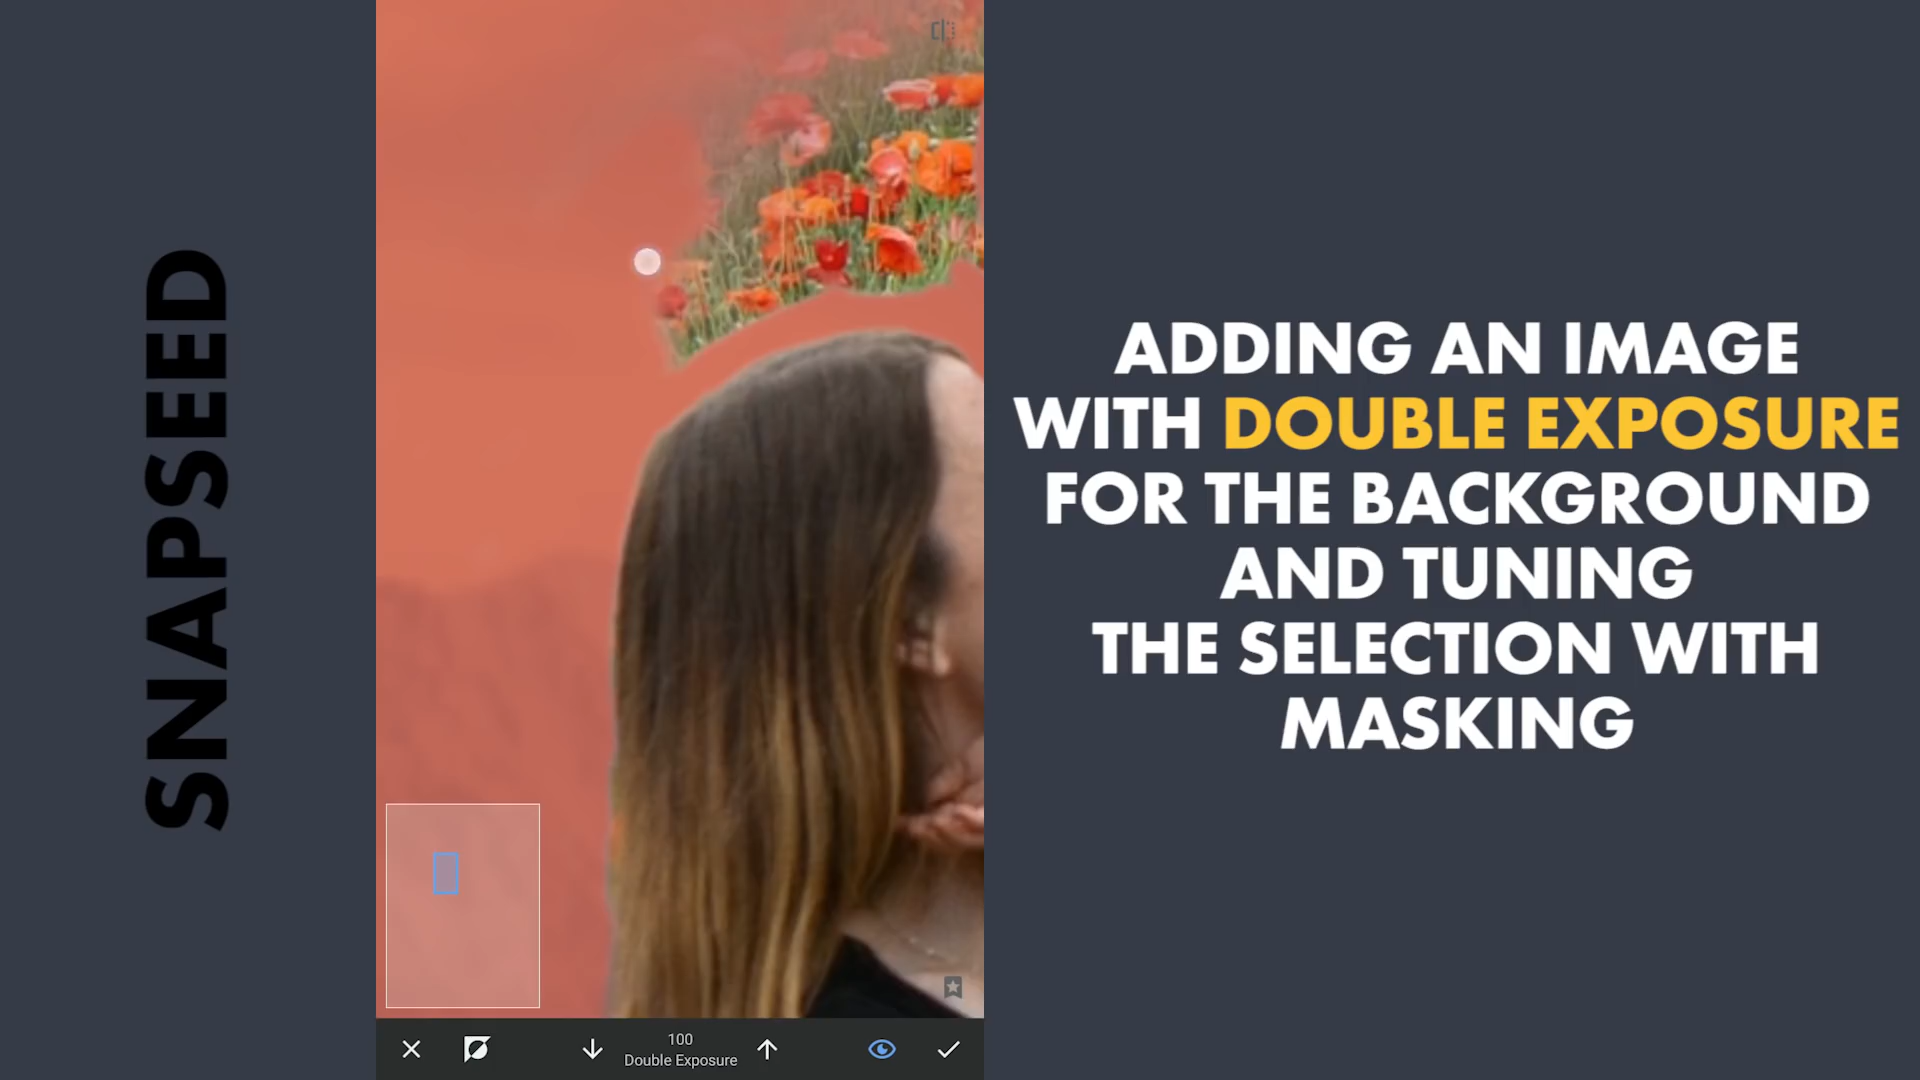 SNAPSEED
ADDING AN IMAGE
WITH DOUBLE EXPOSURE
FOR THE BACKGROUND
AND TUNING
THE SELECTION WITH
MASKING
100
Double Exposure